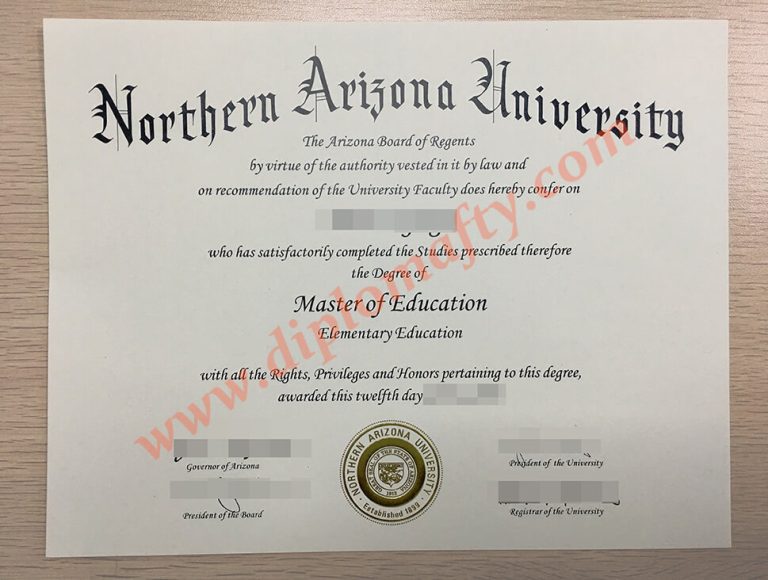 Northern Arizona University
The Arizona Board of Regents
by virtue of the authority vested in it by law and
on recommendation of the University Faculty does hereby confer on
who has satisfactorily completed the Studies prescribed therefore
the Degree of
Master of Education
Elementary Education
with all the Rights, Privileges and Honors pertaining to this degree,
awarded this twelfth day
Governor of Arizona
President of the University
President of the Board
Registrar of the University
NORTHERN ARIZONA UNIVERSITY
Established 1899
www.diplomafty.com